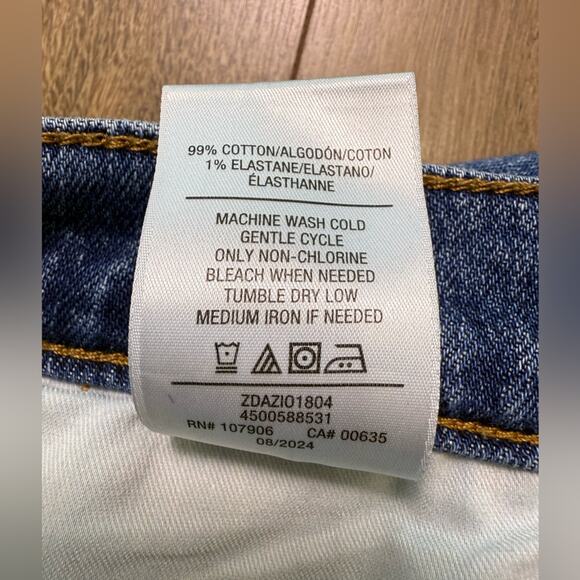 99% COTTON/ALGODÓN/COTON
1% ELASTANE/ELASTANO/
ÉLASTHANNE
MACHINE WASH COLD
GENTLE CYCLE
ONLY NON-CHLORINE
BLEACH WHEN NEEDED
TUMBLE DRY LOW
MEDIUM IRON IF NEEDED
ZDAZI01804
4500588531
RN# 107906 CA# 00635
08/2024